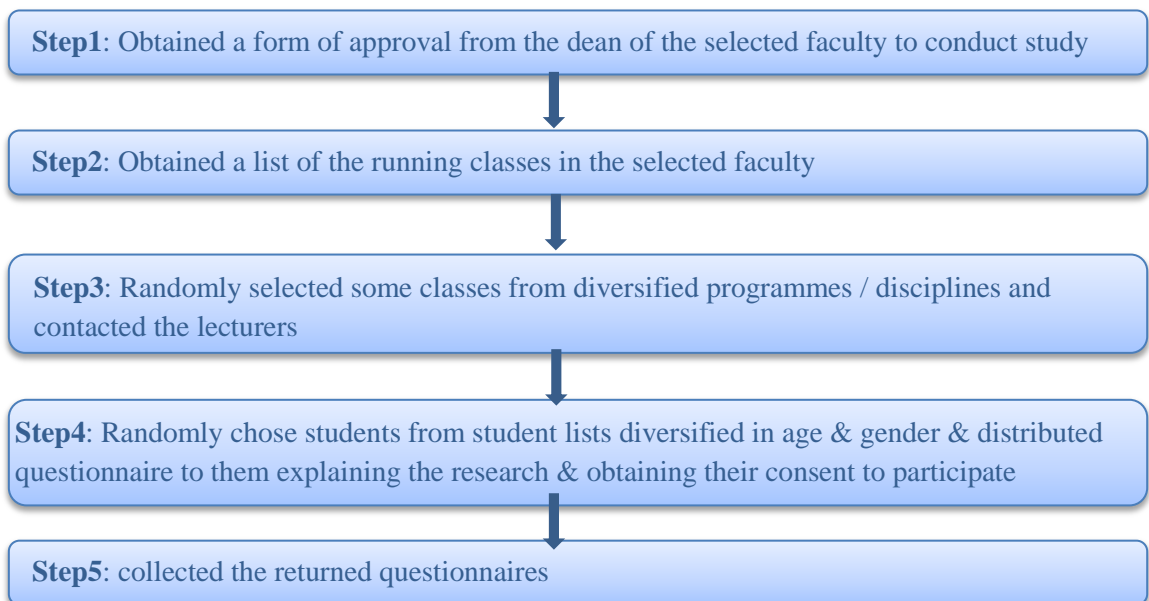 Step1: Obtained a form of approval from the dean of the selected faculty to conduct study
Step2: Obtained a list of the running classes in the selected faculty
Step3: Randomly selected some classes from diversified programmes / disciplines and
contacted the lecturers
Step4: Randomly chose students from student lists diversified in age & gender & distributed
questionnaire to them explaining the research & obtaining their consent to participate
Step5: collected the returned questionnaires